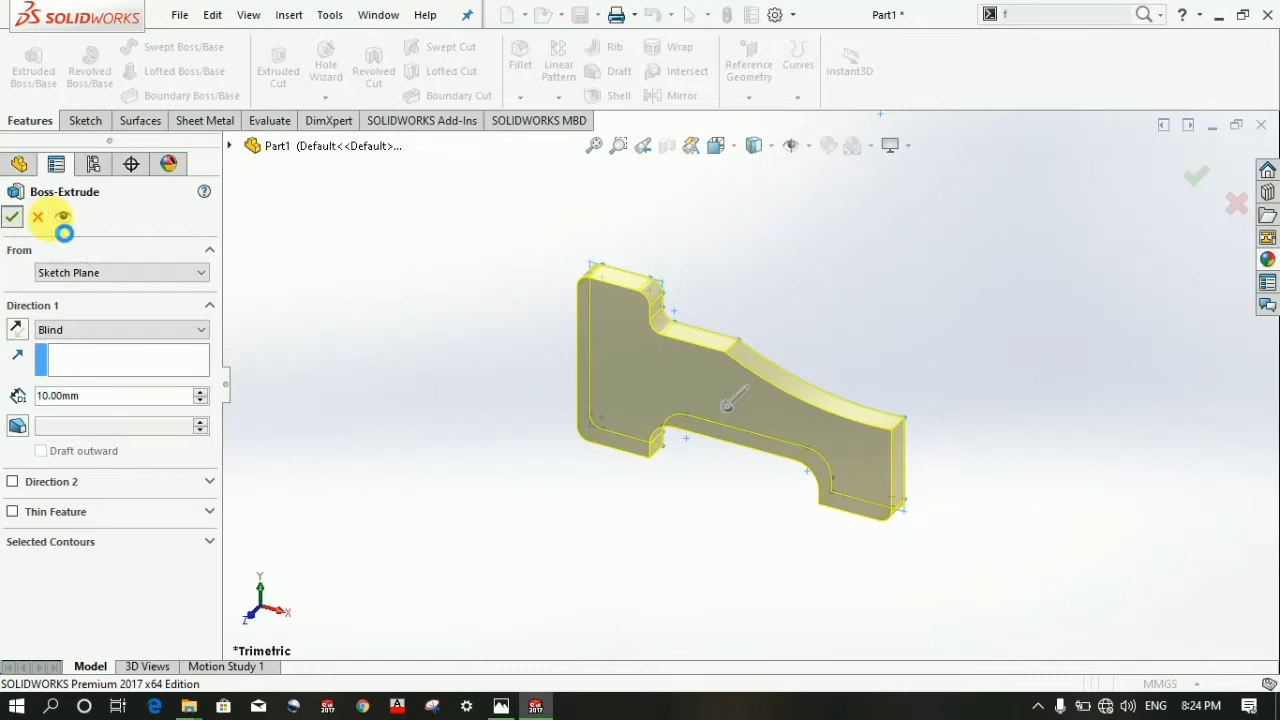 SOLIDWORKS File Edit View Insert Tools Window Help Part1 * f ?
Extruded Boss/Base
Revolved Boss/Base
Swept Boss/Base
Lofted Boss/Base
Boundary Boss/Base
Extruded Cut
Hole Wizard
Revolved Cut
Swept Cut
Lofted Cut
Boundary Cut
Fillet
Linear Pattern
Rib
Draft
Shell
Wrap
Intersect
Mirror
Reference Geometry
Curves
Instant3D
Features Sketch Surfaces Sheet Metal Evaluate DimXpert SOLIDWORKS Add-Ins SOLIDWORKS MBD
Part1 (Default<<Default>...
Boss-Extrude
From
Sketch Plane
Direction 1
Blind
10.00mm
Draft outward
Direction 2
Thin Feature
Selected Contours
Y
X
Z
*Trimetric
Model 3D Views Motion Study 1
SOLIDWORKS Premium 2017 x64 Edition MMGS
8:24 PM